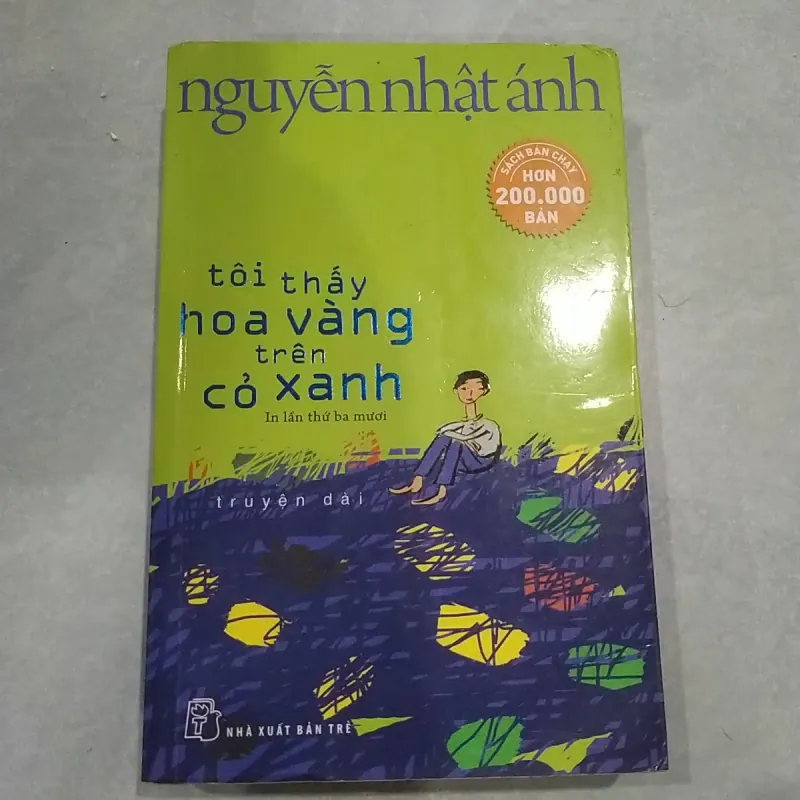 nguyễn nhật ánh
SÁCH BÁN CHẠY
HƠN
200.000
BẢN
tôi thấy
hoa vàng
trên
cỏ xanh
In lần thứ ba mươi
truyện dài
NHÀ XUẤT BẢN TRẺ